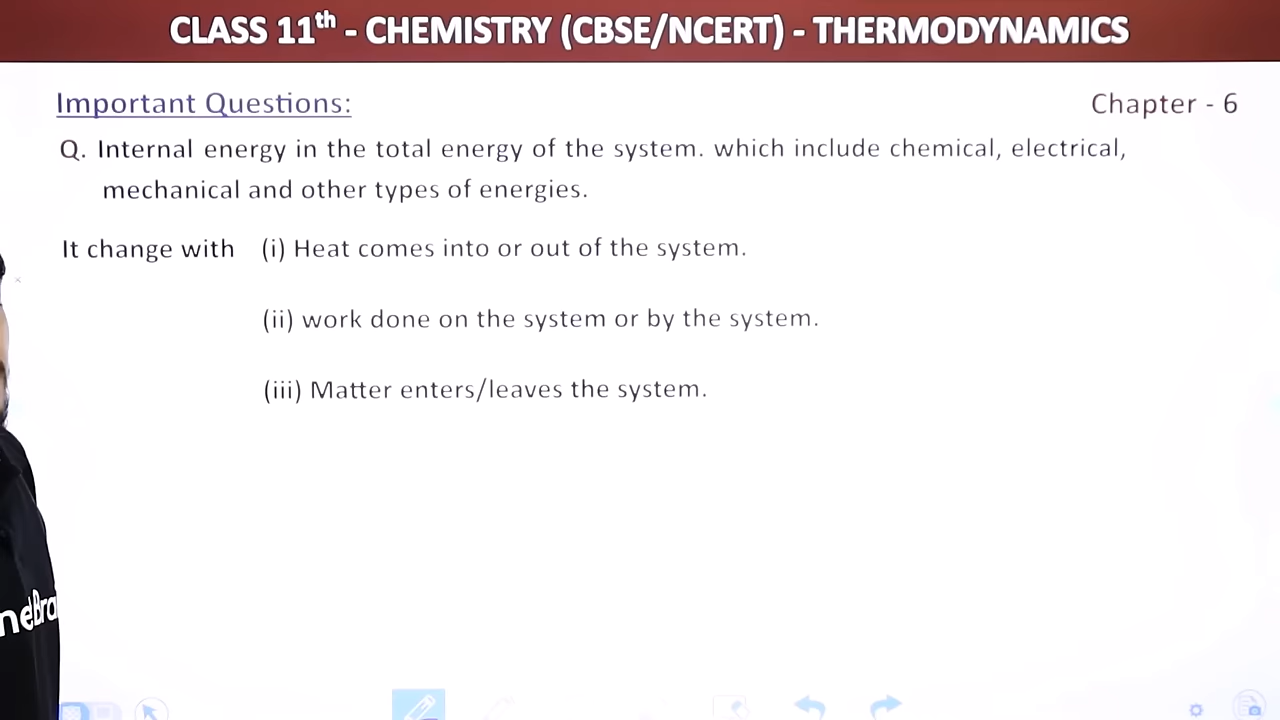 CLASS 11th - CHEMISTRY (CBSE/NCERT) - THERMODYNAMICS
Important Questions:
Chapter - 6
Q. Internal energy in the total energy of the system. which include chemical, electrical,
mechanical and other types of energies.
It change with (i) Heat comes into or out of the system.
(ii) work done on the system or by the system.
(iii) Matter enters/leaves the system.